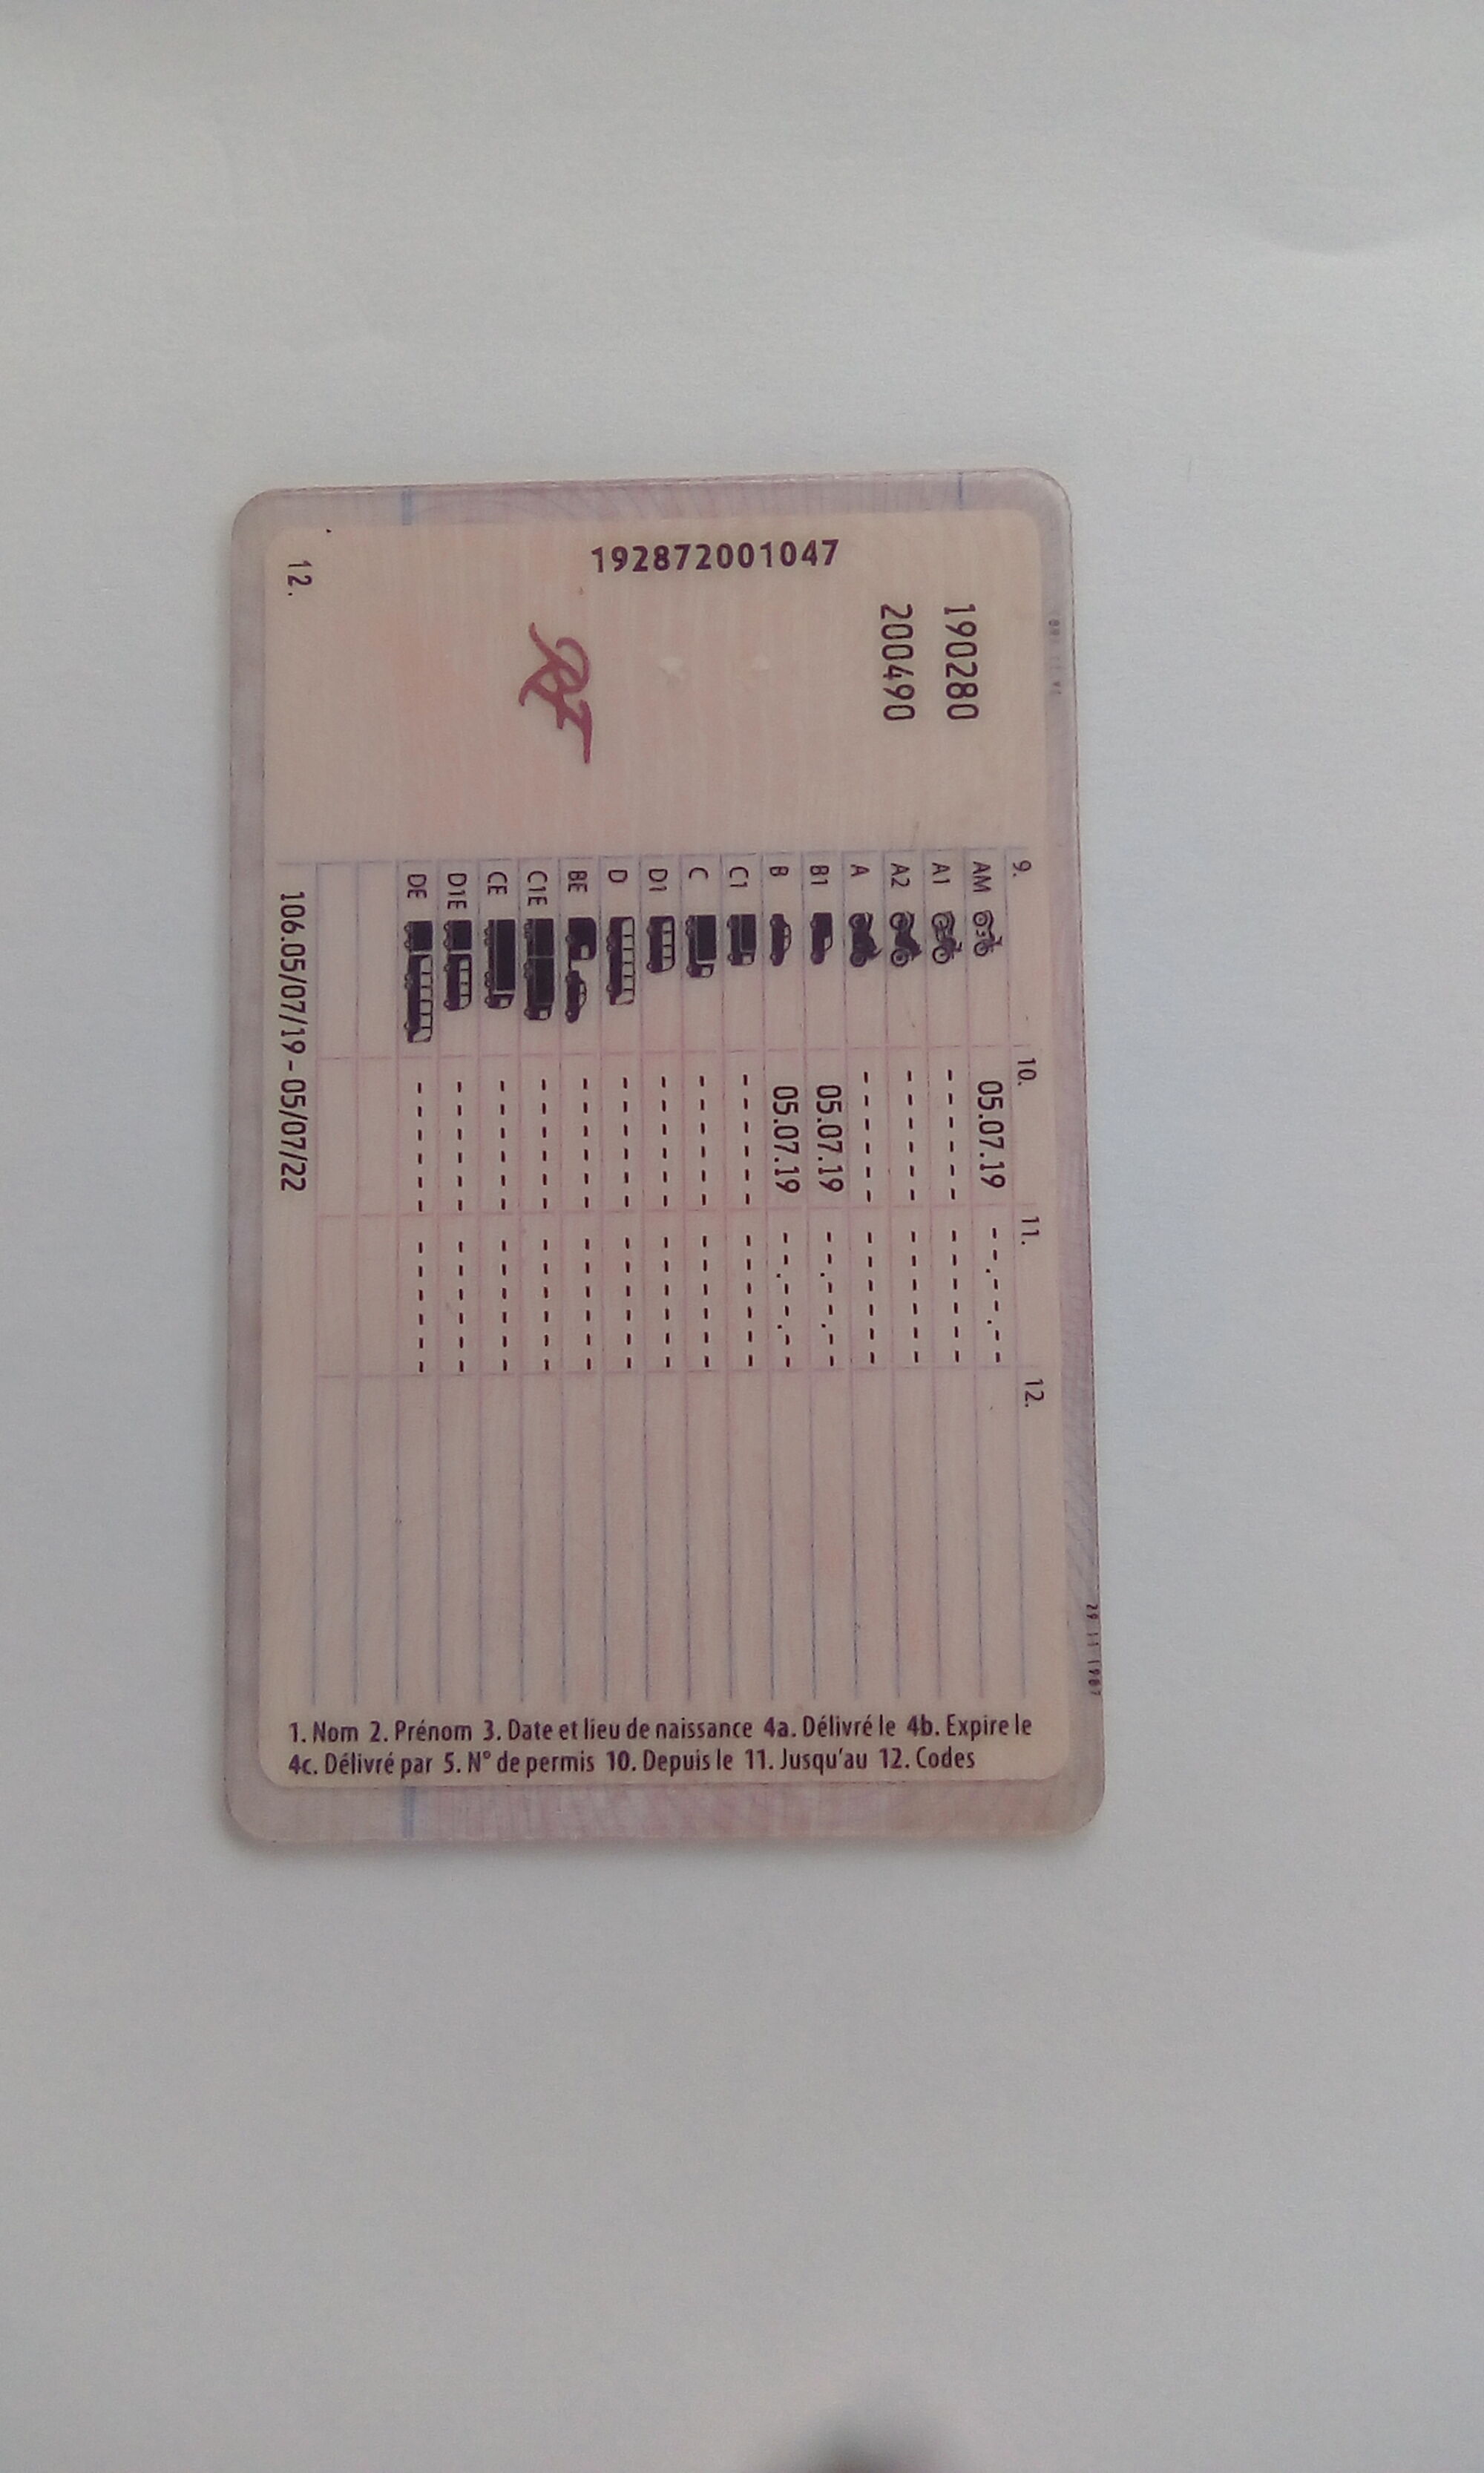 192872001047
190280
200490
9. 10. 11. 12.
AM 05.07.19 --.--.--
A1 ------ ------
A2 ------ ------
A ------ ------
B1 05.07.19 --.--.--
B 05.07.19 --.--.--
C1 ------ ------
C ------ ------
D1 ------ ------
D ------ ------
BE ------ ------
C1E ------ ------
CE ------ ------
D1E ------ ------
DE ------ ------
12. 106.05/07/19 - 05/07/22
1. Nom 2. Prénom 3. Date et lieu de naissance 4a. Délivré le 4b. Expire le
4c. Délivré par 5. N° de permis 10. Depuis le 11. Jusqu'au 12. Codes